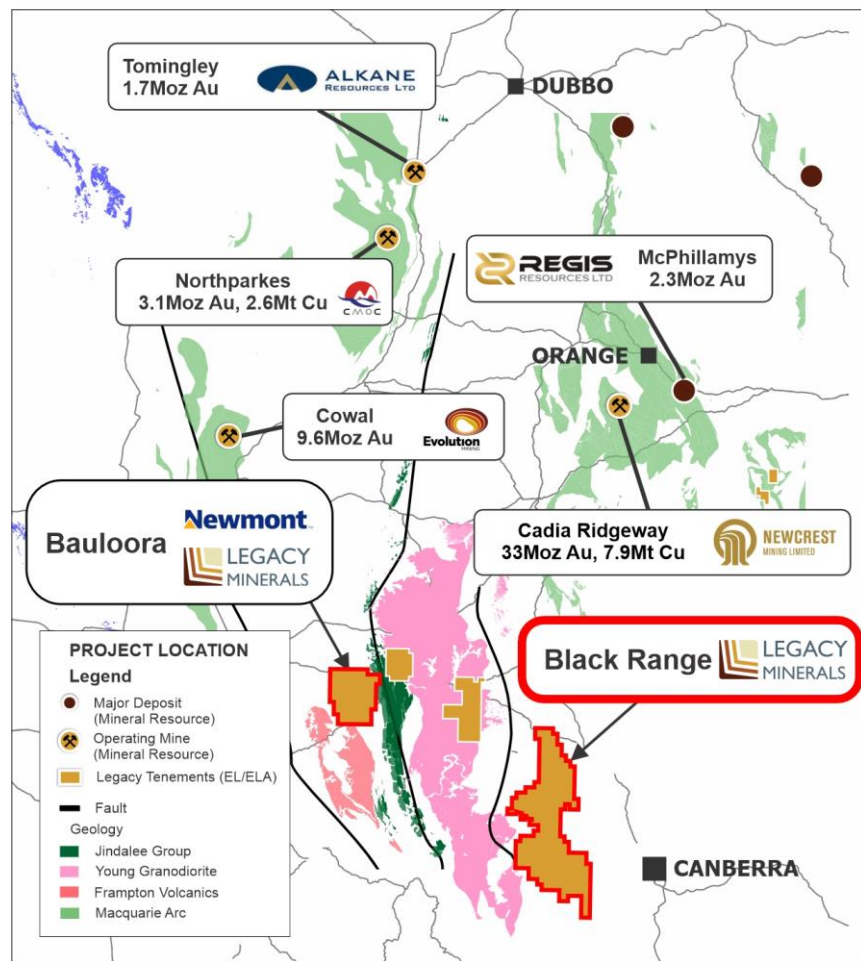 Tomingley
1.7Moz Au
ALKANE
RESOURCES LTD
DUBBO
Northparkes
3.1Moz Au, 2.6Mt Cu
CMOC
REGIS
RESOURCES LTD
McPhillamys
2.3Moz Au
ORANGE
Cowal
9.6Moz Au
Evolution
MINING
Bauloora
Newmont™
LEGACY
MINERALS
Cadia Ridgeway
33Moz Au, 7.9Mt Cu
NEWCREST
MINING LIMITED
Black Range
LEGACY
MINERALS
CANBERRA
PROJECT LOCATION
Legend
Major Deposit
(Mineral Resource)
Operating Mine
(Mineral Resource)
Legacy Tenements (EL/ELA)
Fault
Geology
Jindalee Group
Young Granodiorite
Frampton Volcanics
Macquarie Arc